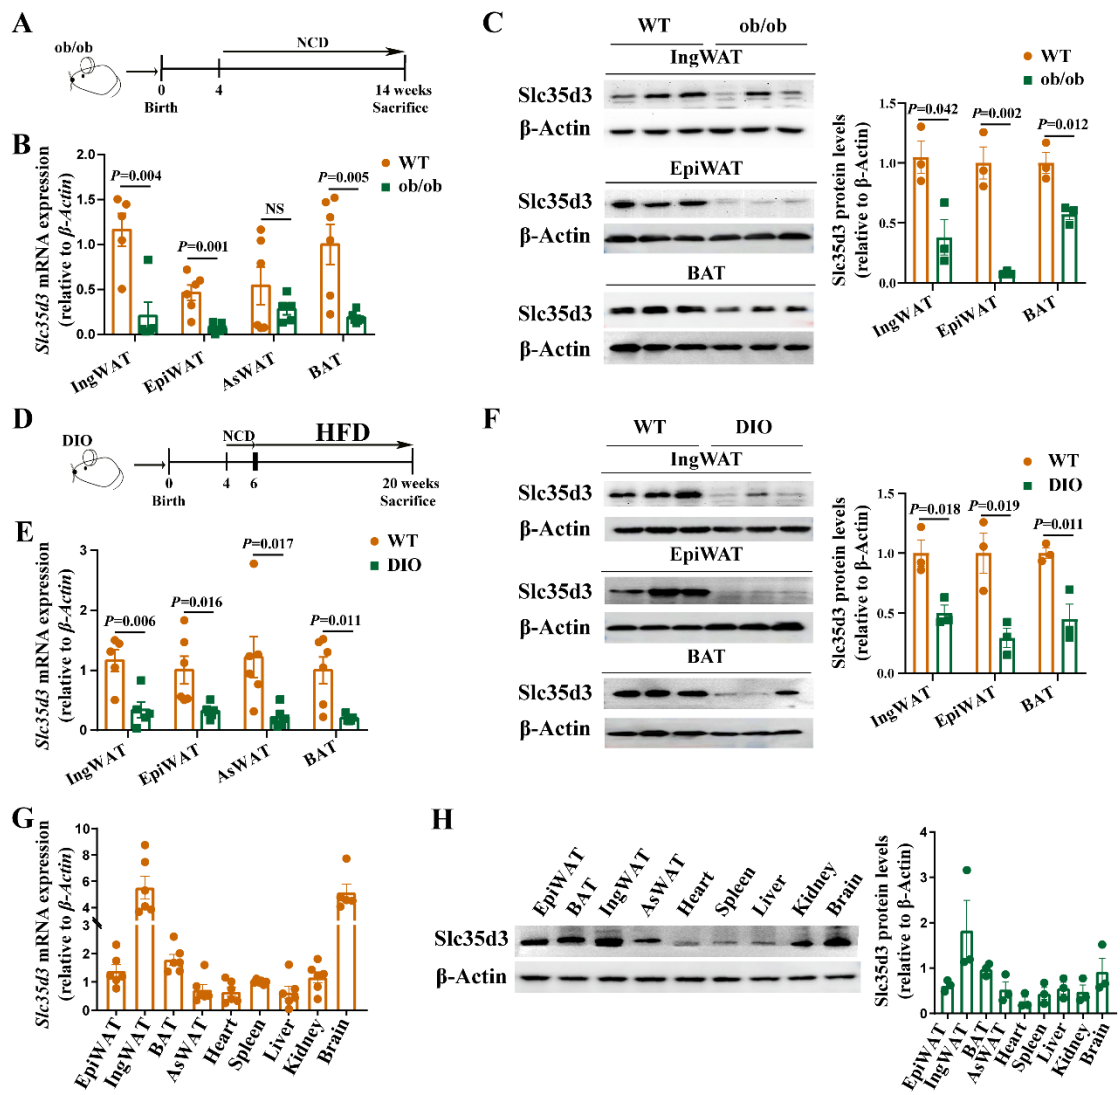 A
ob/ob
NCD
0
4
14 weeks
Birth
Sacrifice
B
Slc35d3 mRNA expression
(relative to β-Actin)
2.0
1.5
1.0
0.5
0.0
P=0.004
P=0.001
NS
P=0.005
WT
ob/ob
IngWAT
EpiWAT
AsWAT
BAT
C
WT
ob/ob
IngWAT
Slc35d3
β-Actin
EpiWAT
Slc35d3
β-Actin
BAT
Slc35d3
β-Actin
WT
ob/ob
Slc35d3 protein levels
(relative to β-Actin)
1.5
1.0
0.5
0.0
P=0.042
P=0.002
P=0.012
IngWAT
EpiWAT
BAT
D
DIO
NCD
HFD
0
4
6
20 weeks
Birth
Sacrifice
E
Slc35d3 mRNA expression
(relative to β-Actin)
3
2
1
0
P=0.006
P=0.016
P=0.017
P=0.011
WT
DIO
IngWAT
EpiWAT
AsWAT
BAT
F
WT
DIO
IngWAT
Slc35d3
β-Actin
EpiWAT
Slc35d3
β-Actin
BAT
Slc35d3
β-Actin
WT
DIO
Slc35d3 protein levels
(relative to β-Actin)
1.5
1.0
0.5
0.0
P=0.018
P=0.019
P=0.011
IngWAT
EpiWAT
BAT
G
Slc35d3 mRNA expression
(relative to β-Actin)
10
8
6
4
3
2
1
0
EpiWAT
IngWAT
BAT
AsWAT
Heart
Spleen
Liver
Kidney
Brain
H
EpiWAT
BAT
IngWAT
AsWAT
Heart
Spleen
Liver
Kidney
Brain
Slc35d3
β-Actin
Slc35d3 protein levels
(relative to β-Actin)
4
3
2
1
0
EpiWAT
IngWAT
BAT
AsWAT
Heart
Spleen
Liver
Kidney
Brain